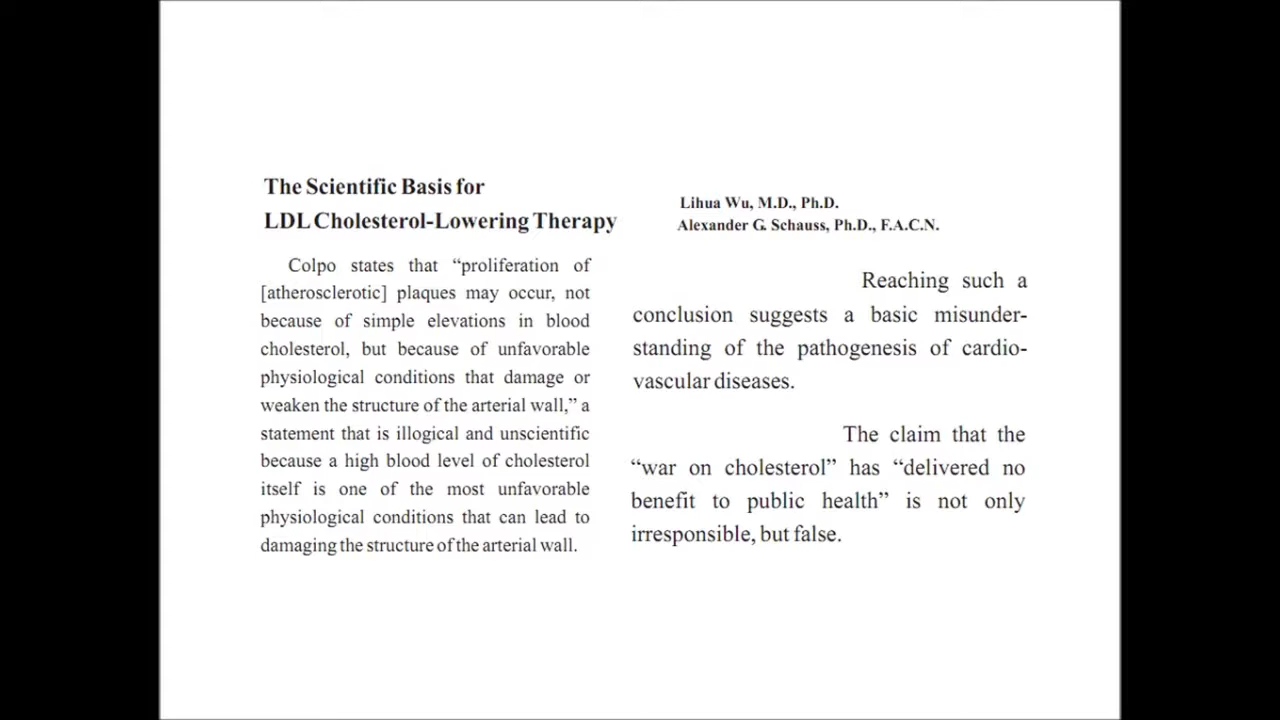 The Scientific Basis for
LDL Cholesterol-Lowering Therapy
Lihua Wu, M.D., Ph.D.
Alexander G. Schauss, Ph.D., F.A.C.N.
Colpo states that “proliferation of
[atherosclerotic] plaques may occur, not
because of simple elevations in blood
cholesterol, but because of unfavorable
physiological conditions that damage or
weaken the structure of the arterial wall,” a
statement that is illogical and unscientific
because a high blood level of cholesterol
itself is one of the most unfavorable
physiological conditions that can lead to
damaging the structure of the arterial wall.
Reaching such a
conclusion suggests a basic misunder-
standing of the pathogenesis of cardio-
vascular diseases.
The claim that the
“war on cholesterol” has “delivered no
benefit to public health” is not only
irresponsible, but false.